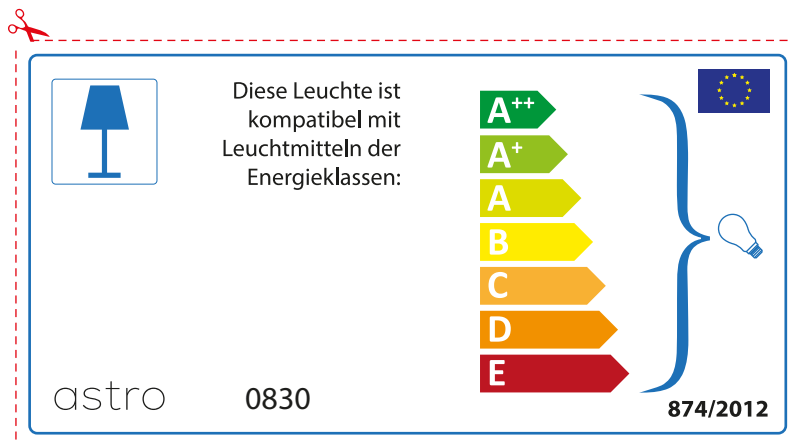 Diese Leuchte ist
kompatibel mit
Leuchtmitteln der
Energieklassen:
A++
A+
A
B
C
D
E
astro
0830
874/2012